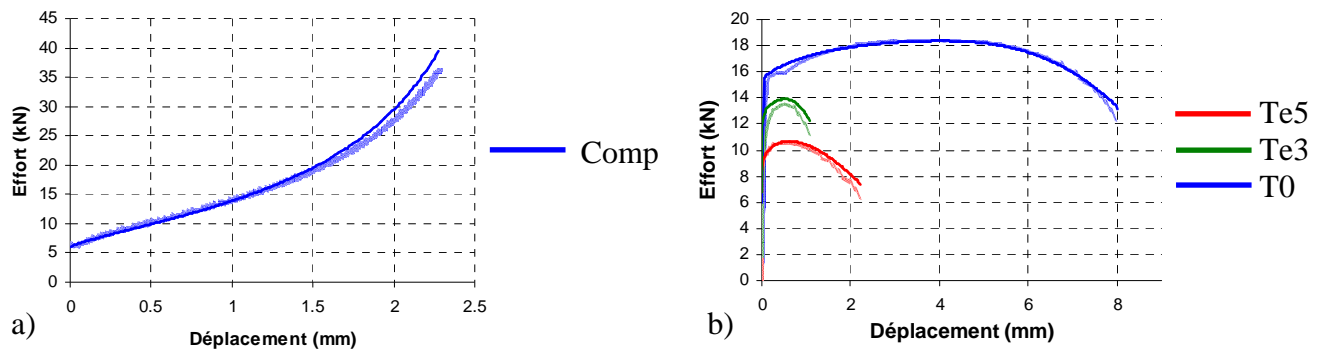 45
40
35
30
25
20
15
10
5
0
Effort (kN)
0 0.5 1 1.5 2 2.5
Déplacement (mm)
Comp
a)
20
18
16
14
12
10
8
6
4
2
0
Effort (kN)
0 2 4 6 8
Déplacement (mm)
Te5
Te3
T0
b)